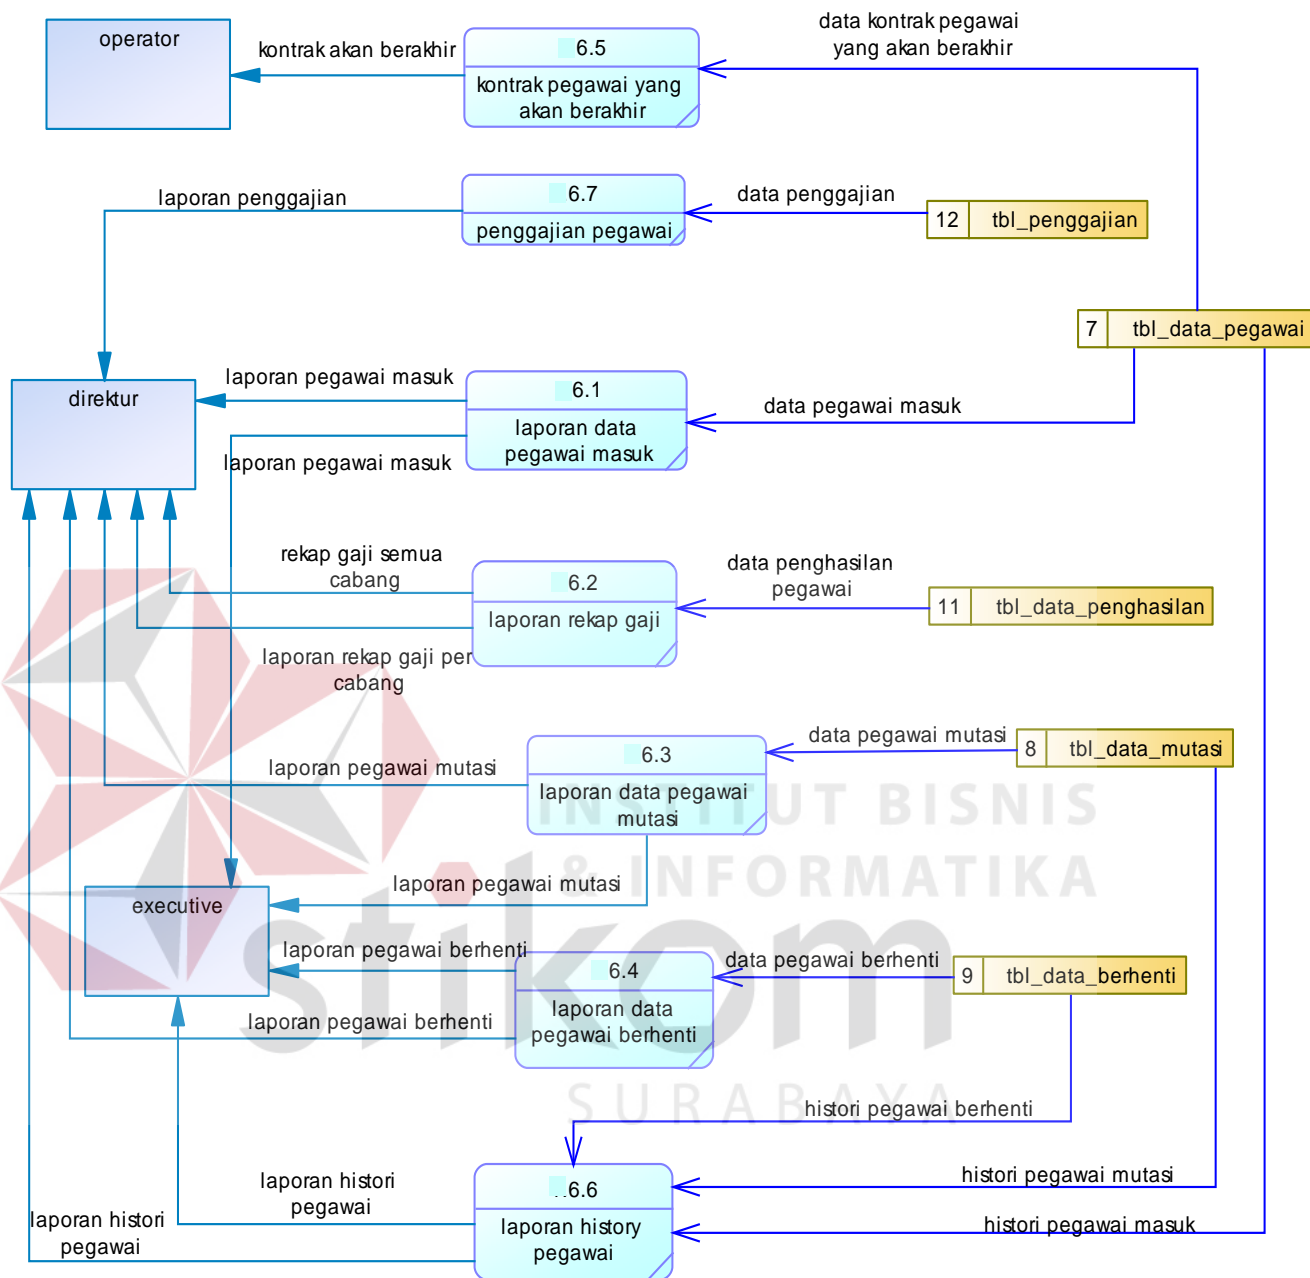 operator
kontrak akan berakhir
6.5
kontrak pegawai yang
akan berakhir
data kontrak pegawai
yang akan berakhir
laporan penggajian
6.7
penggajian pegawai
data penggajian
12 tbl_penggajian
7 tbl_data_pegawai
direktur
laporan pegawai masuk
6.1
laporan data
pegawai masuk
data pegawai masuk
laporan pegawai masuk
rekap gaji semua
cabang
6.2
laporan rekap gaji
data penghasilan
pegawai
11 tbl_data_penghasilan
laporan rekap gaji per
cabang
laporan pegawai mutasi
6.3
laporan data pegawai
mutasi
data pegawai mutasi
8 tbl_data_mutasi
INSTITUT BISNIS
& INFORMATIKA
laporan pegawai mutasi
executive
stikom
laporan pegawai berhenti
6.4
laporan data
pegawai berhenti
data pegawai berhenti
9 tbl_data_berhenti
laporan pegawai berhenti
SURABAYA
histori pegawai berhenti
laporan histori
pegawai
6.6
laporan history
pegawai
histori pegawai mutasi
histori pegawai masuk
laporan histori
pegawai